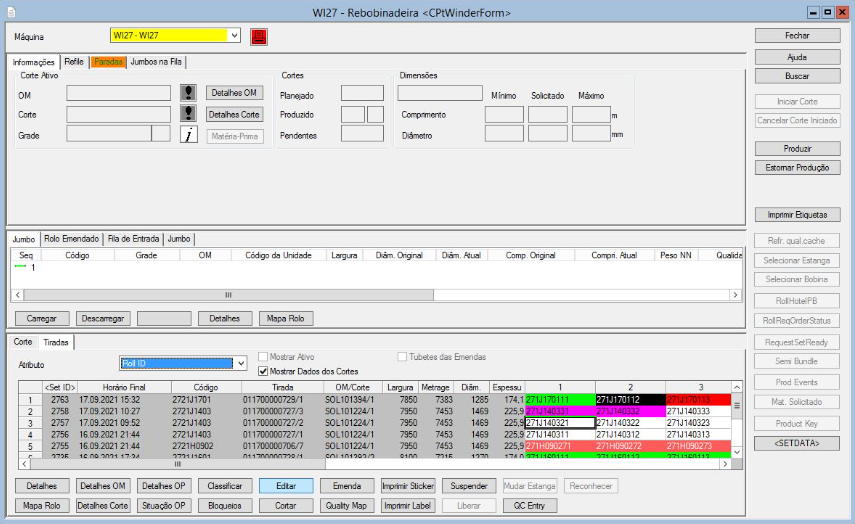 WI27 - Rebobinadeira <CPtWinderForm>
Máquina WI27 - WI27
Fechar
Ajuda
Buscar
Iniciar Corte
Cancelar Corte Iniciado
Produzir
Estornar Produção
Imprimir Etiquetas
Refr. qual.cache
Selecionar Estanga
Selecionar Bobina
RollHotelPB
RollReqOrderStatus
RequestSetReady
Semi Bundle
Prod Events
Mat. Solicitado
Product Key
<SETDATA>
Informações Refile Paradas Jumbos na Fila
Corte Ativo Cortes Dimensões
OM Detalhes OM Planejado Mínimo Solicitado Máximo
Corte Detalhes Corte Produzido Comprimento m
Grade i Matéria-Prima Pendentes Diâmetro mm
Jumbo Rolo Emendado Fila de Entrada Jumbo
Seq Código Grade OM Código da Unidade Largura Diâm. Original Diâm. Atual Comp. Original Compri. Atual Peso NN Qualida
1
Carregar Descarregar Detalhes Mapa Rolo
Corte Tiradas
Atributo Roll ID Mostrar Ativo Tubetes das Emendas
Mostrar Dados dos Cortes
<Set ID> Horário Final Código Tirada OM/Corte Largura Metrage Diâm. Espessu 1 2 3
1 2763 17.09.2021 15:32 2721J1701 011700000729/1 SOL101394/1 7850 7383 1285 174,1 271J170111 271J170112 271J170113
2 2758 17.09.2021 10:27 2721J1403 011700000727/3 SOL101224/1 7950 7453 1469 225,9 271J140331 271J140332 271J140333
3 2757 17.09.2021 09:52 2721J1403 011700000727/2 SOL101224/1 7950 7453 1469 225,9 271J140321 271J140322 271J140323
4 2756 16.09.2021 21:44 2721J1403 011700000727/1 SOL101224/1 7950 7453 1469 225,9 271J140311 271J140312 271J140313
5 2755 16.09.2021 21:44 2721H0902 011700000706/7 SOL101224/1 7950 7453 1469 225,9 271H090271 271H090272 271H090273
Detalhes Detalhes OM Detalhes OP Classificar Editar Emenda Imprimir Sticker Suspender Mudar Estanga Reconhecer
Mapa Rolo Detalhes Corte Situação OP Bloqueios Cortar Quality Map Imprimir Label Liberar QC Entry